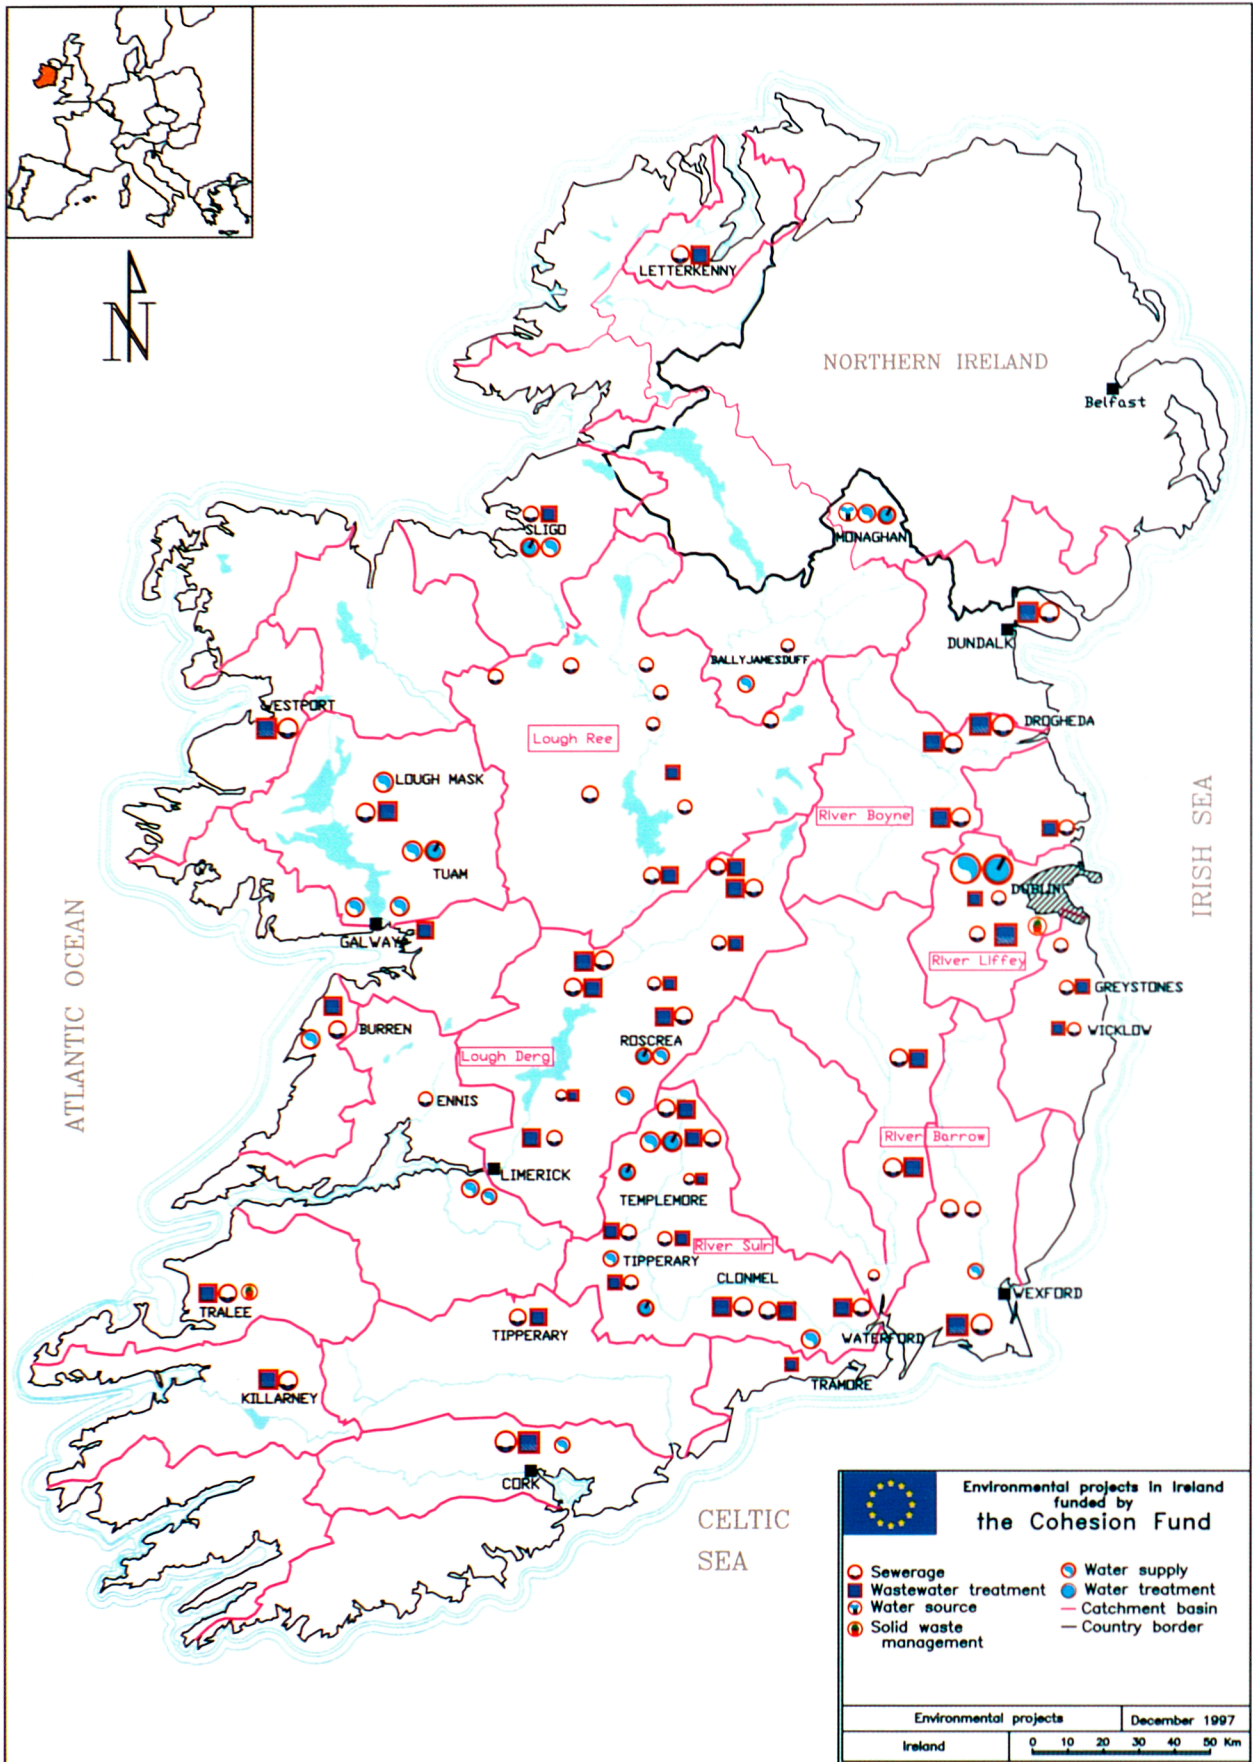 N
LETTERKENNY
NORTHERN IRELAND
Belfast
SLIGO
MONAGHAN
DUNDALK
BALLYJAMESDUFF
WESTPORT
DROGHEDA
Lough Ree
LOUGH MASK
River Boyne
TUAM
DUBLIN
IRISH SEA
GALWAY
River Liffey
ATLANTIC OCEAN
GREYSTONES
BURREN
WICKLOW
ROSCREA
Lough Derg
ENNIS
River Barrow
LIMERICK
TEMPLEMORE
River Suir
TIPPERARY
CLONMEL
WEXFORD
TRALEE
TIPPERARY
WATERFORD
TRAMORE
KILLARNEY
CORK
CELTIC
SEA
Environmental projects in Ireland
funded by
the Cohesion Fund
Sewerage
Wastewater treatment
Water source
Solid waste
management
Water supply
Water treatment
Catchment basin
Country border
Environmental projects
December 1997
Ireland
0 10 20 30 40 50 Km